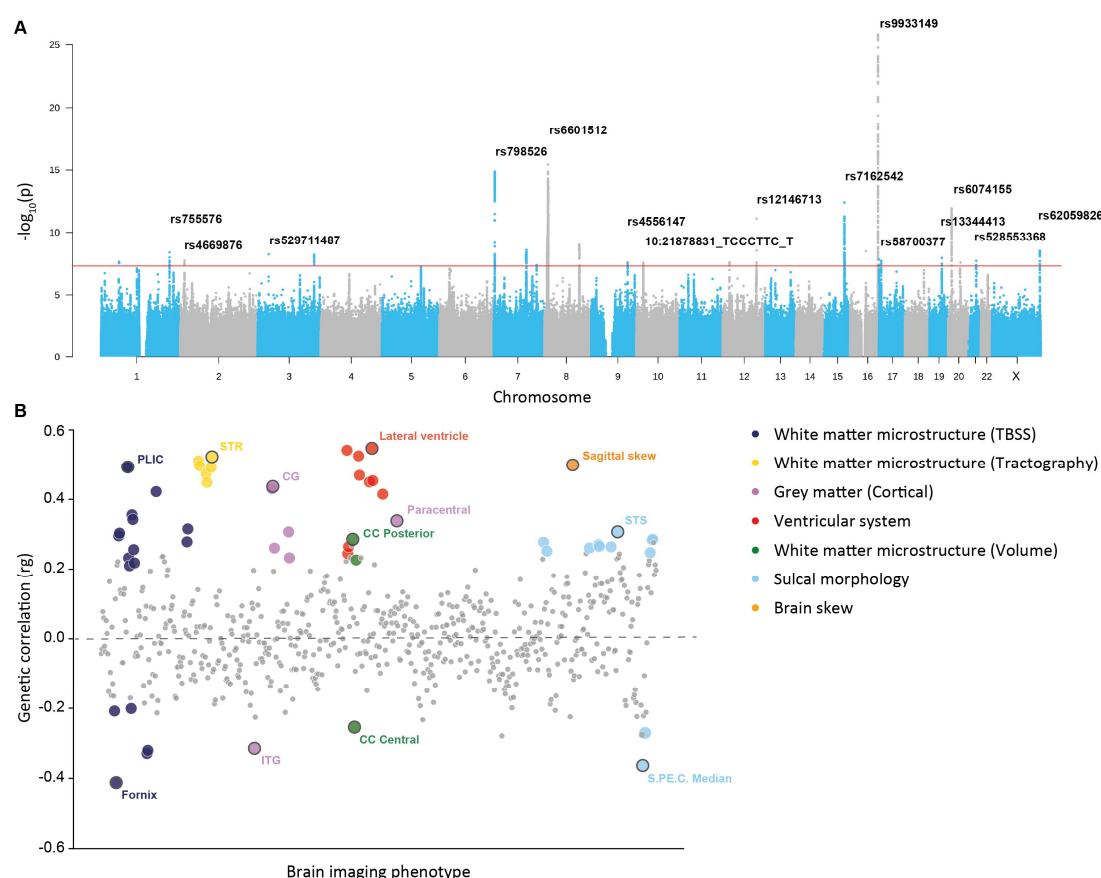 A
rs9933149
25
20
rs6601512
rs798526
15
rs7162542
rs12146713
rs6074155
rs755576
rs4556147
rs13344413
rs62059826
10
rs4669876
rs529711487
10:21878831_TCCCTTC_T
rs58700377
rs528553368
5
0
-log10(p)
1 2 3 4 5 6 7 8 9 10 11 12 13 14 15 16 17 18 19 20 22 X
Chromosome
B
0.6
0.4
0.2
0.0
-0.2
-0.4
-0.6
Genetic correlation (rg)
PLIC
STR
CG
Lateral ventricle
Paracentral
CC Posterior
Sagittal skew
STS
CC Central
ITG
S.PE.C. Median
Fornix
Brain imaging phenotype
White matter microstructure (TBSS)
White matter microstructure (Tractography)
Grey matter (Cortical)
Ventricular system
White matter microstructure (Volume)
Sulcal morphology
Brain skew